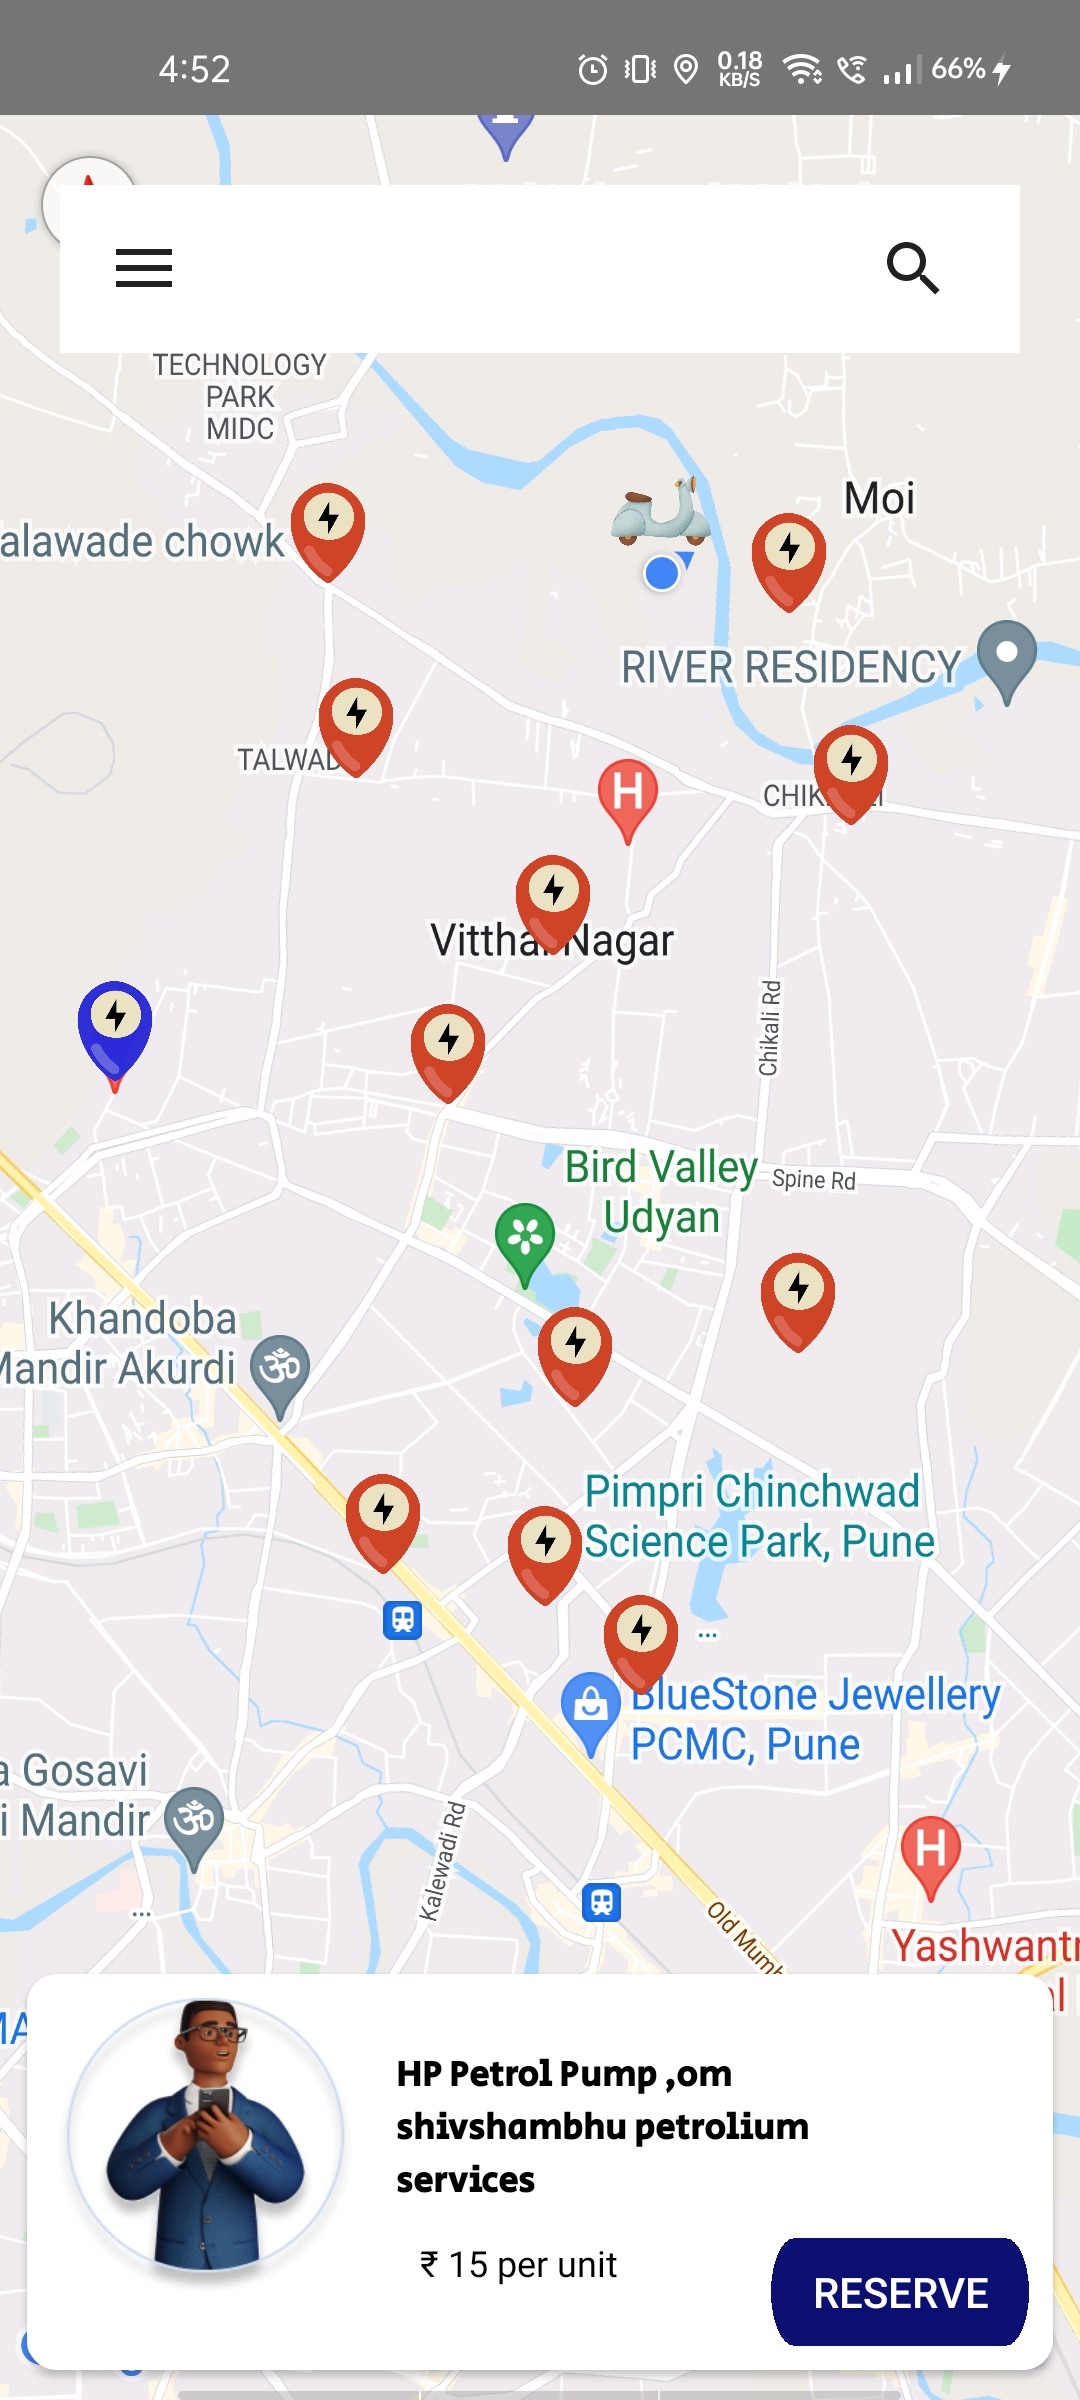 4:52
0.18
KB/S
66%
TECHNOLOGY
PARK
MIDC
alawade chowk
Moi
RIVER RESIDENCY
H
Vitthal Nagar
Chikali Rd
Bird Valley
Udyan
Spine Rd
Khandoba
Mandir Akurdi
ॐ
Pimpri Chinchwad
Science Park, Pune
...
BlueStone Jewellery
PCMC, Pune
a Gosavi
i Mandir
ॐ
...
Kalewadi Rd
H
Old Mumb
Yashwant
HP Petrol Pump ,om
shivshambhu petrolium
services
₹ 15 per unit
RESERVE